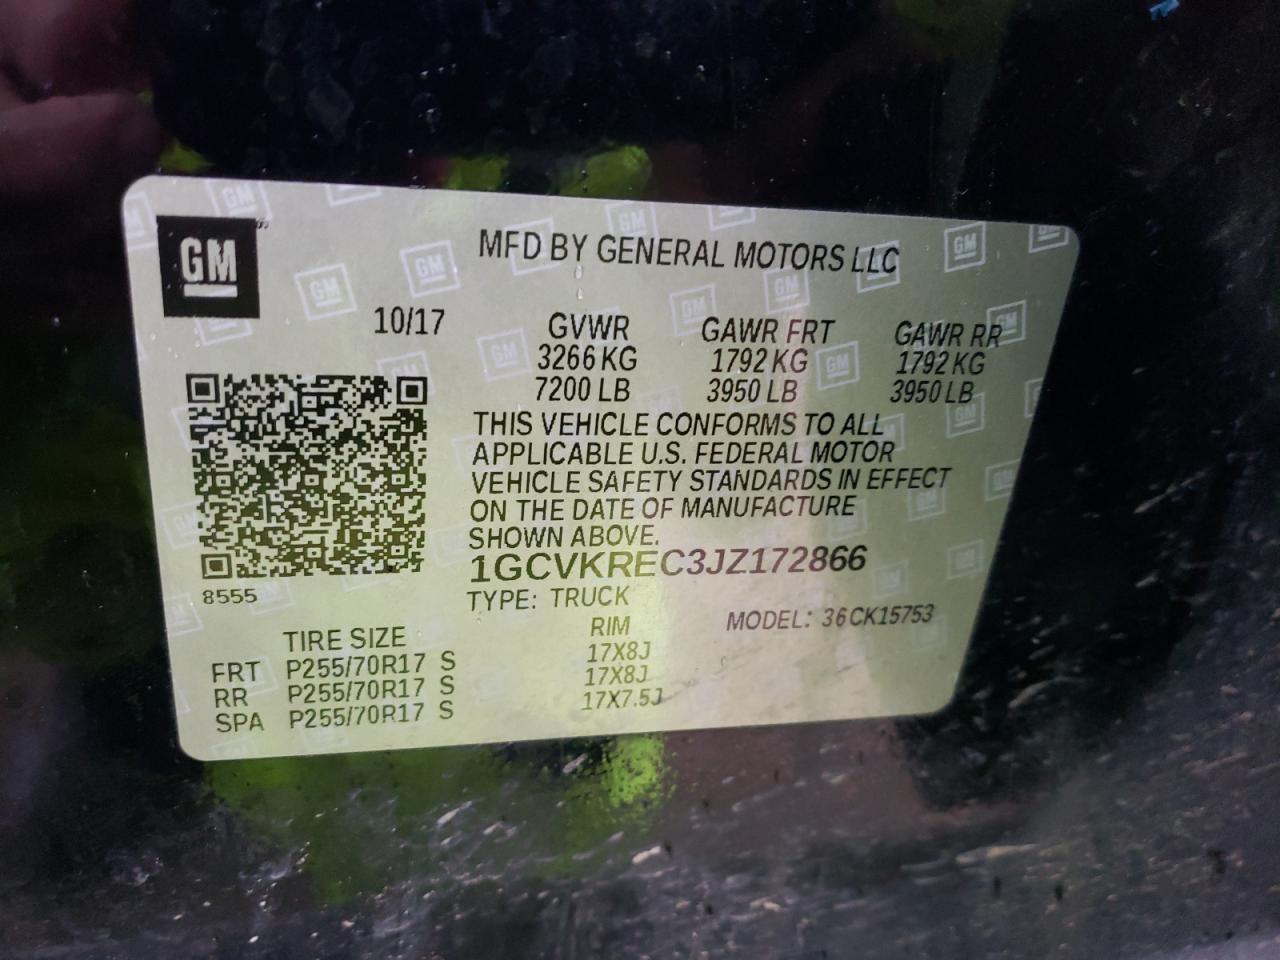 GM
MFD BY GENERAL MOTORS LLC
10/17 GVWR GAWR FRT GAWR RR
3266 KG 1792 KG 1792 KG
7200 LB 3950 LB 3950 LB
THIS VEHICLE CONFORMS TO ALL
APPLICABLE U.S. FEDERAL MOTOR
VEHICLE SAFETY STANDARDS IN EFFECT
ON THE DATE OF MANUFACTURE
SHOWN ABOVE.
1GCVKREC3JZ172866
8555
TYPE: TRUCK
MODEL: 36CK15753
TIRE SIZE RIM
FRT P255/70R17 S 17X8J
RR P255/70R17 S 17X8J
SPA P255/70R17 S 17X7.5J